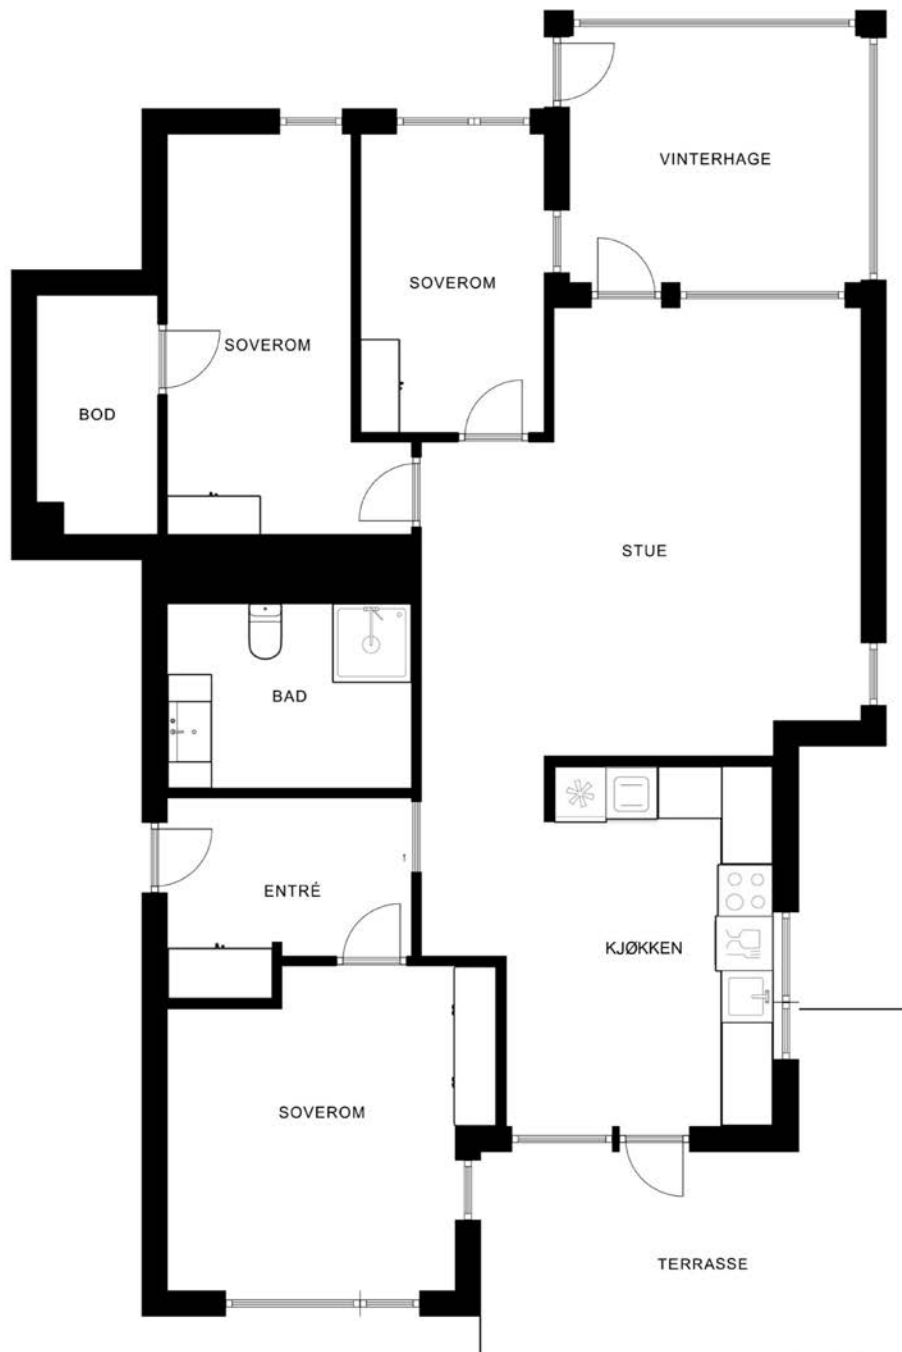 VINTERHAGE
SOVEROM
SOVEROM
BOD
STUE
BAD
ENTRÉ
KJØKKEN
SOVEROM
TERRASSE